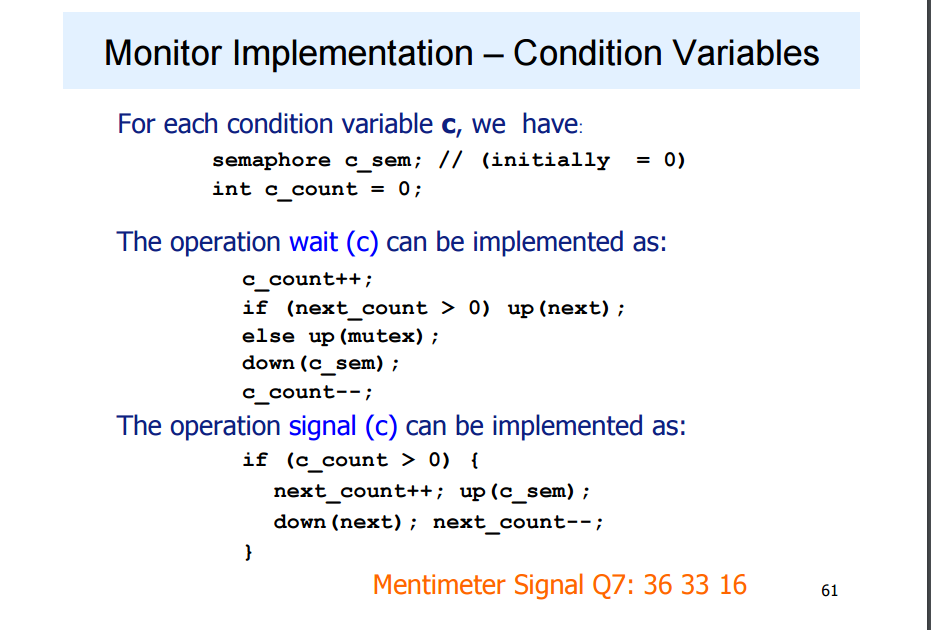 Monitor Implementation – Condition Variables
For each condition variable c, we have:
semaphore c_sem; // (initially = 0)
int c_count = 0;
The operation wait (c) can be implemented as:
c_count++;
if (next_count > 0) up(next);
else up(mutex);
down(c_sem);
c_count--;
The operation signal (c) can be implemented as:
if (c_count > 0) {
next_count++; up(c_sem);
down(next); next_count--;
}
Mentimeter Signal Q7: 36 33 16
61